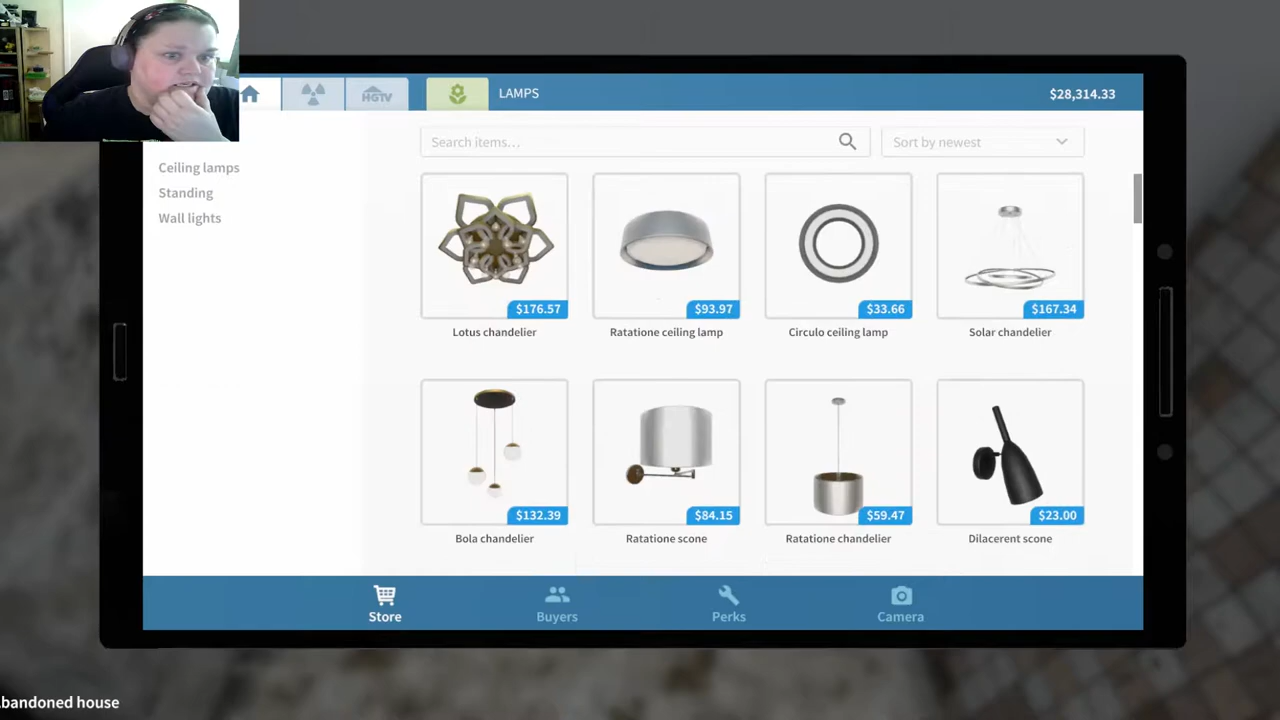 HGTV
LAMPS
$28,314.33
Search items...
Sort by newest
Ceiling lamps
Standing
Wall lights
$176.57
$93.97
$33.66
$167.34
Lotus chandelier
Ratatione ceiling lamp
Circulo ceiling lamp
Solar chandelier
$132.39
$84.15
$59.47
$23.00
Bola chandelier
Ratatione scone
Ratatione chandelier
Dilacerent scone
Store
Buyers
Perks
Camera
bandoned house